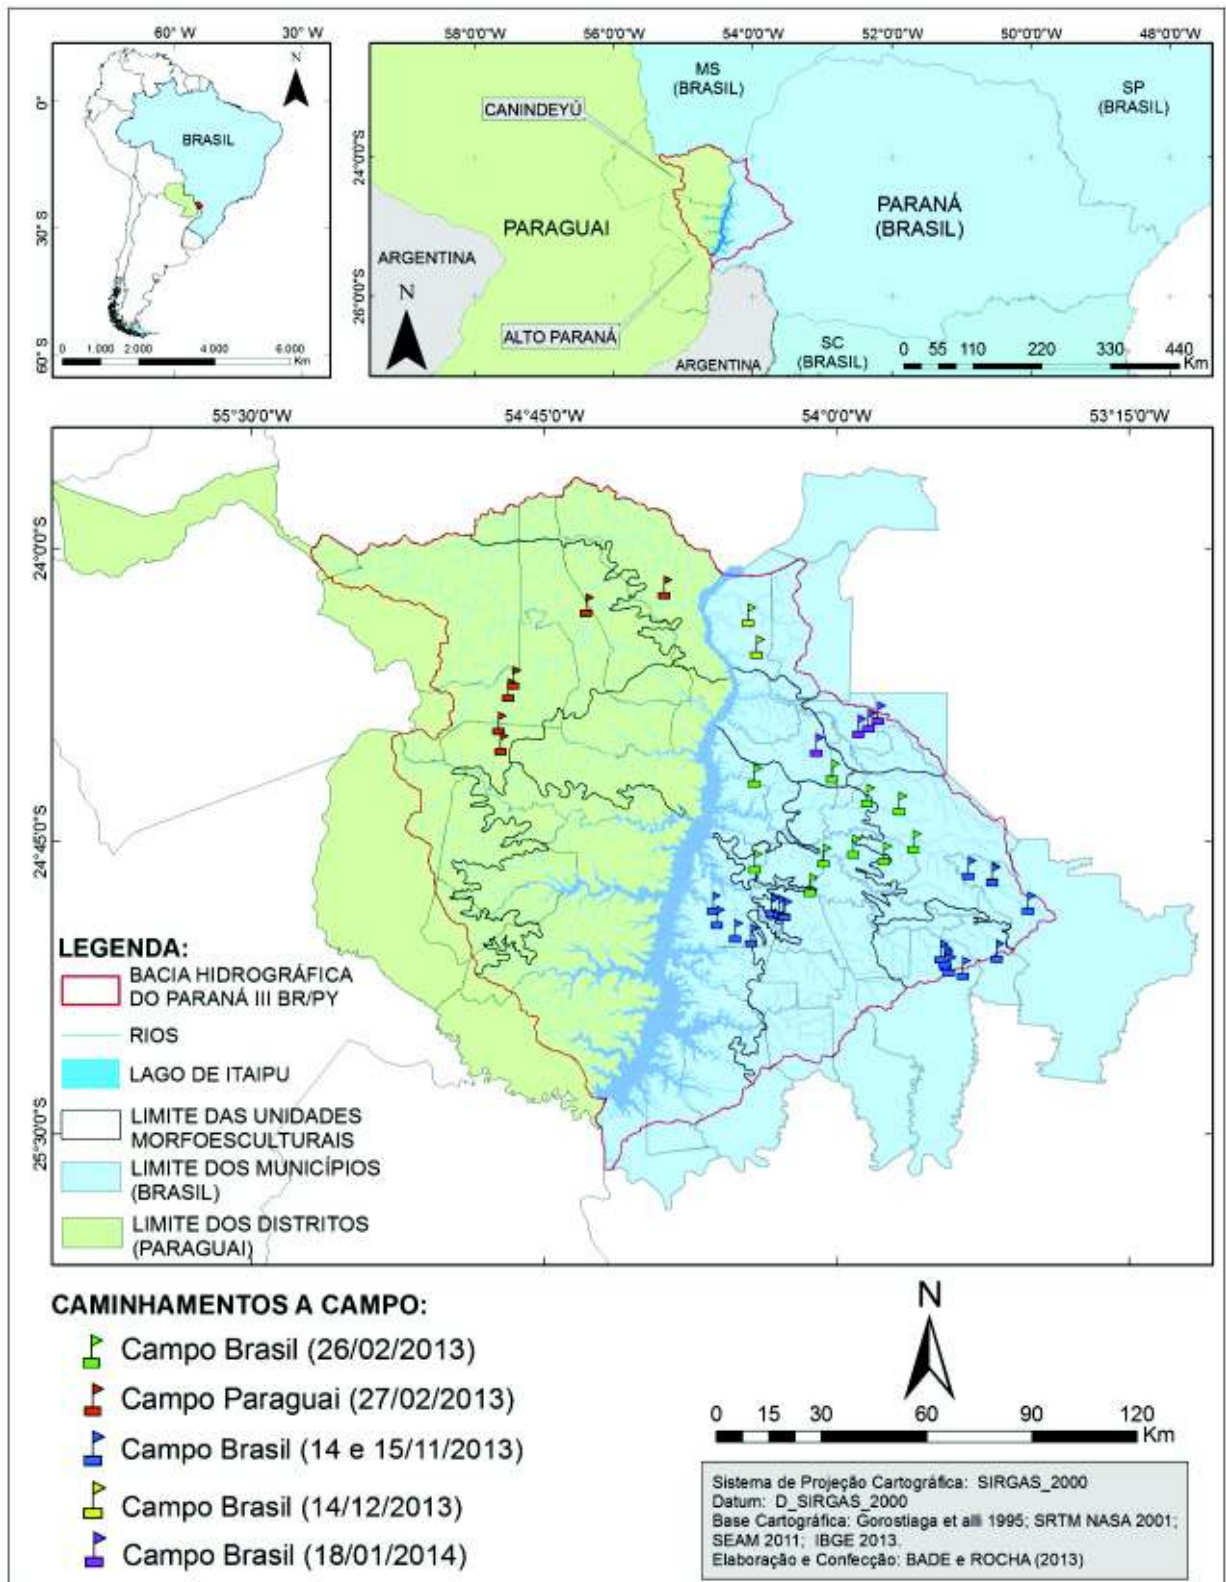 60° W
30° W
N
0°
30° S
60° S
BRASIL
0 1.000 2.000 4.000 6.000
Km
58°0'0"W
56°0'0"W
54°0'0"W
52°0'0"W
50°0'0"W
48°0'0"W
24°0'0"S
26°0'0"S
MS
(BRASIL)
SP
(BRASIL)
CANINDEYÚ
PARAGUAI
PARANÁ
(BRASIL)
ARGENTINA
N
ALTO PARANÁ
ARGENTINA
SC
(BRASIL)
0 55 110 220 330 440
Km
55°30'0"W
54°45'0"W
54°0'0"W
53°15'0"W
24°0'0"S
24°45'0"S
25°30'0"S
LEGENDA:
BACIA HIDROGRÁFICA
DO PARANÁ III BR/PY
RIOS
LAGO DE ITAIPU
LIMITE DAS UNIDADES
MORFOESCULTURAIS
LIMITE DOS MUNICÍPIOS
(BRASIL)
LIMITE DOS DISTRITOS
(PARAGUAI)
CAMINHAMENTOS A CAMPO:
Campo Brasil (26/02/2013)
Campo Paraguai (27/02/2013)
Campo Brasil (14 e 15/11/2013)
Campo Brasil (14/12/2013)
Campo Brasil (18/01/2014)
N
0 15 30 60 90 120
Km
Sistema de Projeção Cartográfica: SIRGAS_2000
Datum: D_SIRGAS_2000
Base Cartográfica: Gorostiaga et alli 1995; SRTM NASA 2001;
SEAM 2011; IBGE 2013.
Elaboração e Confecção: BADE e ROCHA (2013)